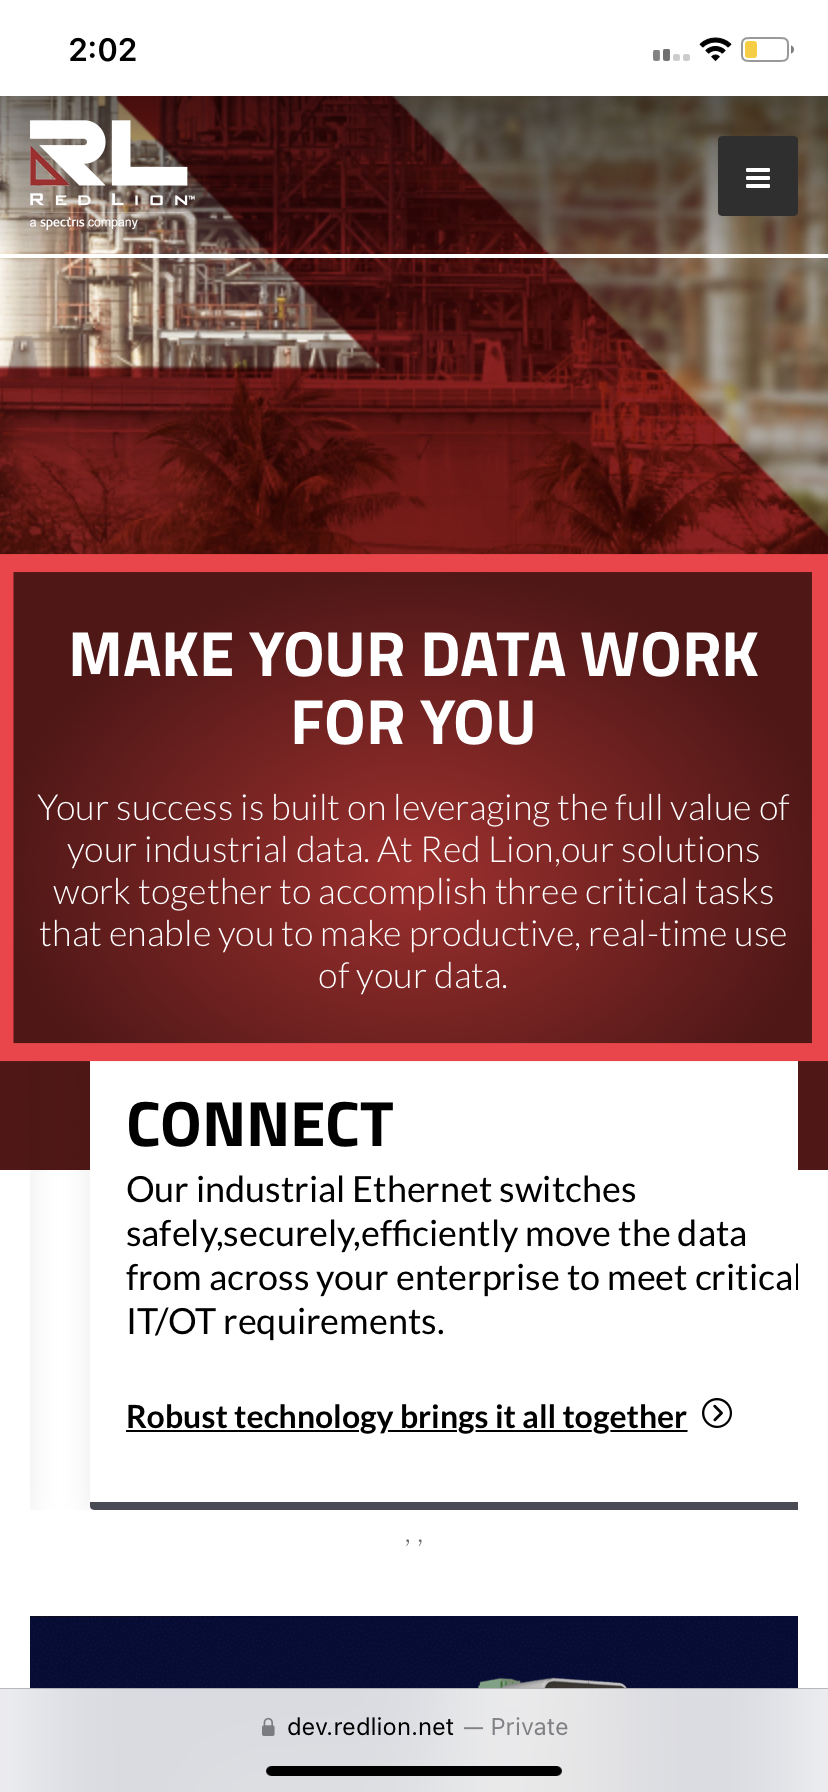 2:02
RL
RED LION™
a spectris company
MAKE YOUR DATA WORK
FOR YOU
Your success is built on leveraging the full value of
your industrial data. At Red Lion,our solutions
work together to accomplish three critical tasks
that enable you to make productive, real-time use
of your data.
CONNECT
Our industrial Ethernet switches
safely,securely,efficiently move the data
from across your enterprise to meet critical
IT/OT requirements.
Robust technology brings it all together
, ,
dev.redlion.net — Private